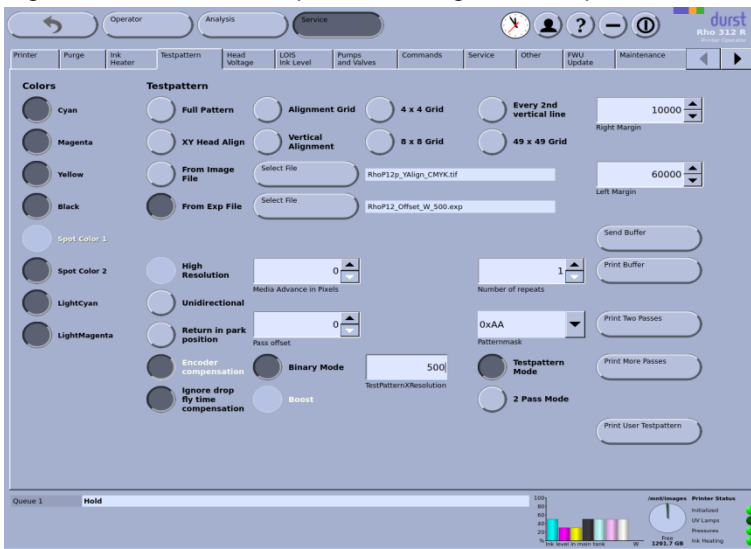 Operator
Analysis
Service
durst
Rho 312 R
Printer Operator
Printer
Purge
Ink
Heater
Testpattern
Head
Voltage
LOIS
Ink Level
Pumps
and Valves
Commands
Service
Other
FWU
Update
Maintenance
Colors
Testpattern
Cyan
Full Pattern
Alignment Grid
4 x 4 Grid
Every 2nd
vertical line
10000
Right Margin
Magenta
XY Head Align
Vertical
Alignment
8 x 8 Grid
49 x 49 Grid
Yellow
From Image
File
Select File
RhoP12p_YAlign_CMYK.tif
60000
Left Margin
Black
From Exp File
Select File
RhoP12_Offset_W_500.exp
Spot Color 1
Send Buffer
Spot Color 2
High
Resolution
0
Media Advance in Pixels
1
Number of repeats
Print Buffer
LightCyan
Unidirectional
LightMagenta
Return in park
position
0
Pass offset
0xAA
Patternmask
Print Two Passes
Encoder
compensation
Binary Mode
500
TestPatternXResolution
Testpattern
Mode
Print More Passes
Ignore drop
fly time
compensation
Boost
2 Pass Mode
Print User Testpattern
Queue 1
Hold
100
80
60
40
20
%
Ink level in main tank
W
/mnt/images
Free
1291.7 GB
Printer Status
Initialized
UV Lamps
Pressures
Ink Heating